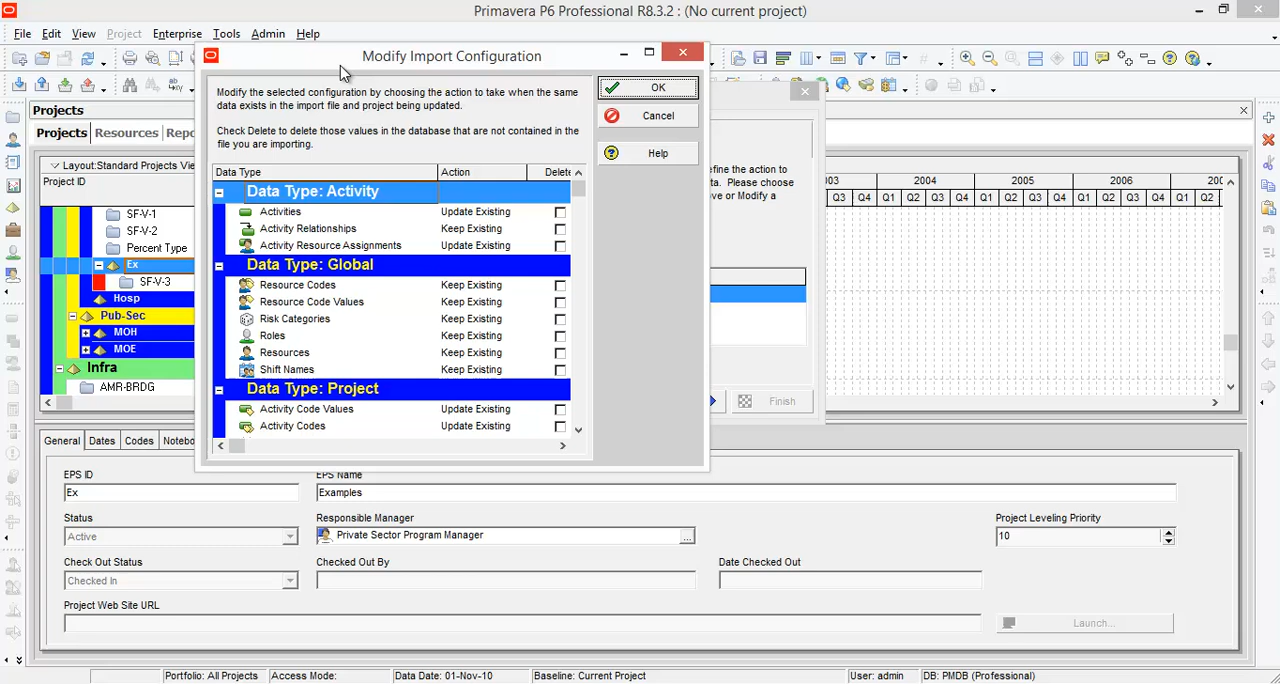 Primavera P6 Professional R8.3.2 : (No current project)
File Edit View Project Enterprise Tools Admin Help
Modify Import Configuration
Modify the selected configuration by choosing the action to take when the same
data exists in the import file and project being updated.
Check Delete to delete those values in the database that are not contained in the
file you are importing.
OK
Cancel
Help
Data Type Action Delete
Data Type: Activity
Activities Update Existing
Activity Relationships Keep Existing
Activity Resource Assignments Update Existing
Data Type: Global
Resource Codes Keep Existing
Resource Code Values Keep Existing
Risk Categories Keep Existing
Roles Keep Existing
Resources Keep Existing
Shift Names Keep Existing
Data Type: Project
Activity Code Values Update Existing
Activity Codes Update Existing
Projects
Projects Resources Repo
Layout:Standard Projects Vie
Project ID
SF-V-1
SF-V-2
Percent Type
Ex
SF-V-3
Hosp
Pub-Sec
MOH
MOE
Infra
AMR-BRDG
efine the action to
ta. Please choose
ve or Modify a
Finish
03 2004 2005 2006 200
Q3 Q4 Q1 Q2 Q3 Q4 Q1 Q2 Q3 Q4 Q1 Q2 Q3 Q4 Q1 Q2
General Dates Codes Notebo
EPS ID EPS Name
Ex Examples
Status Responsible Manager Project Leveling Priority
Active Private Sector Program Manager ... 10
Check Out Status Checked Out By Date Checked Out
Checked In
Project Web Site URL
Launch...
Portfolio: All Projects Access Mode: Data Date: 01-Nov-10 Baseline: Current Project User: admin DB: PMDB (Professional)